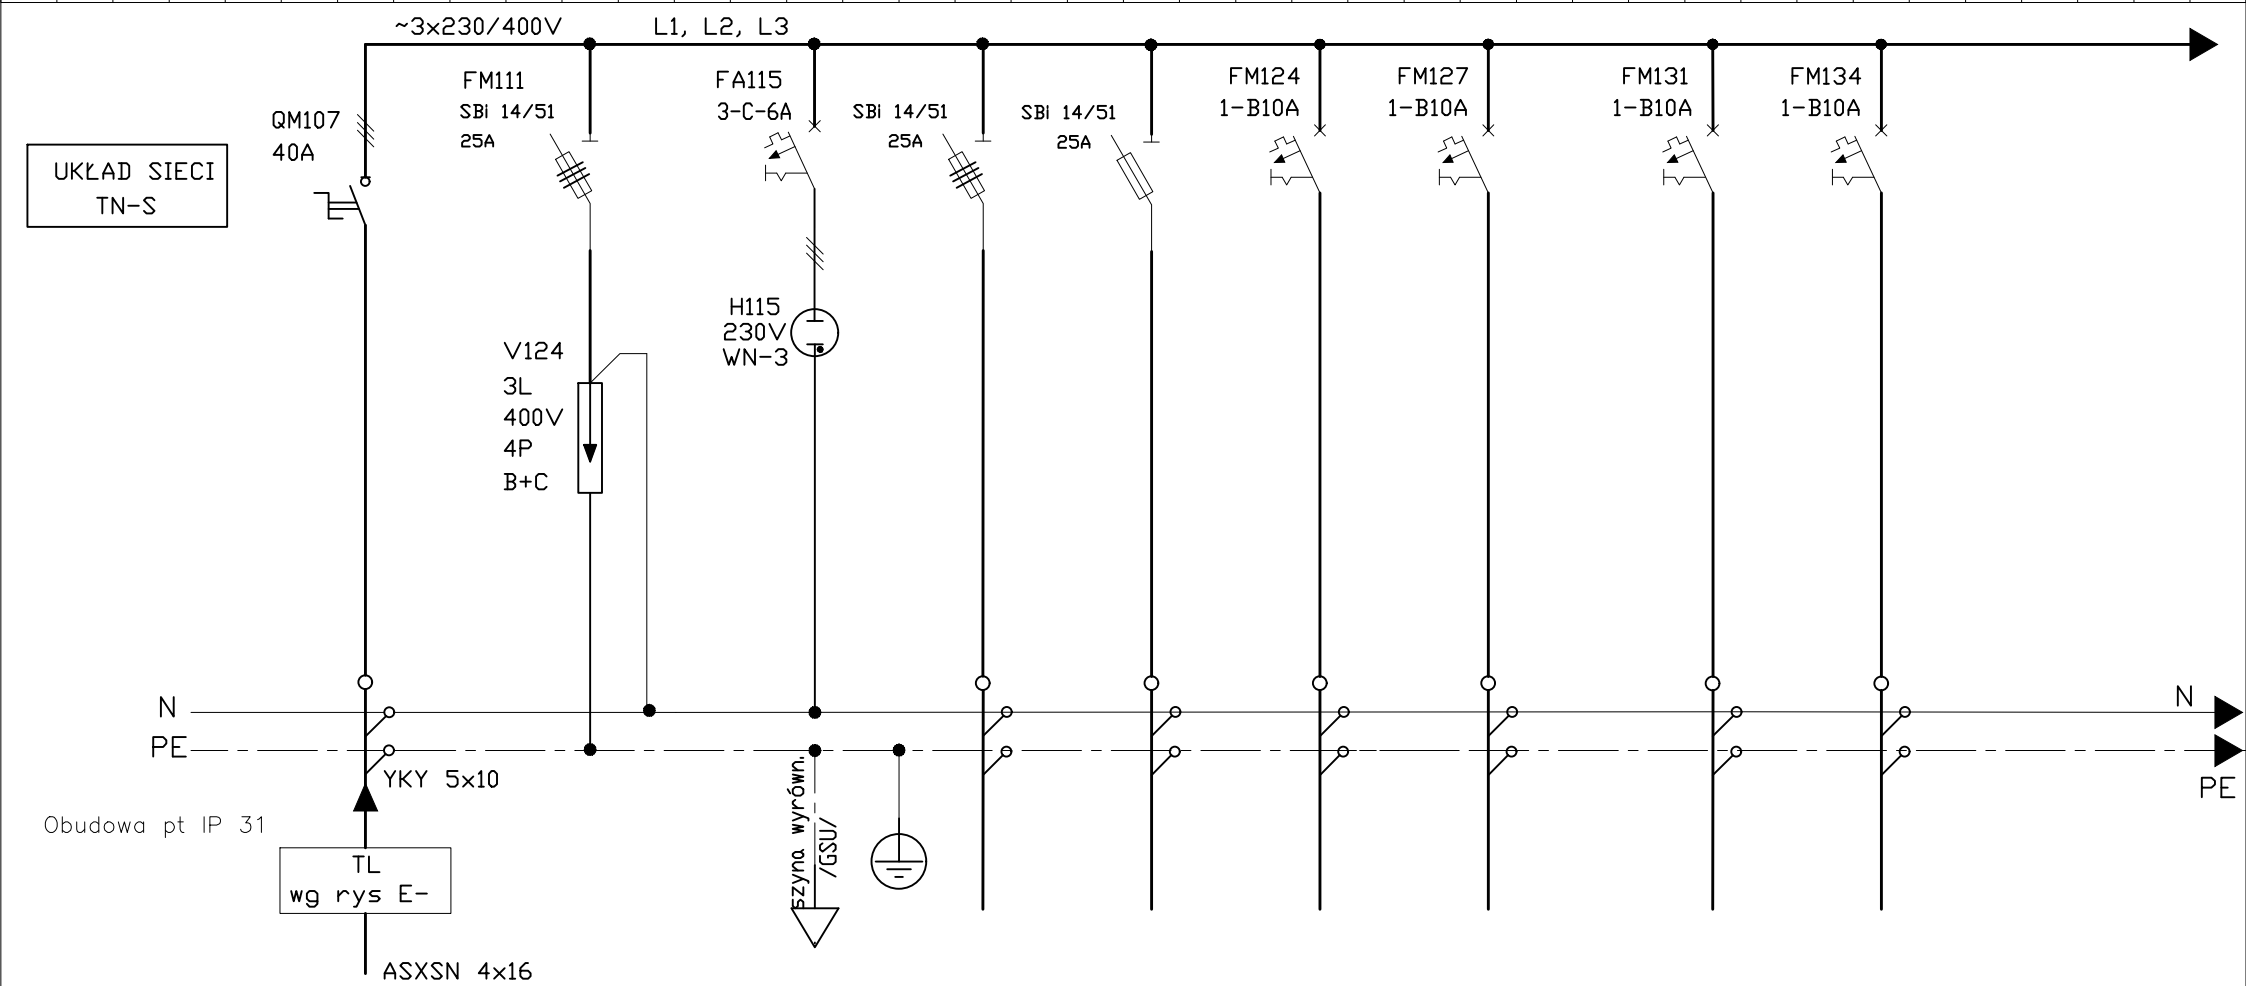 ~3x230/400V
L1, L2, L3
QM107
40A
UKŁAD SIECI
TN-S
FM111
SBi 14/51
25A
FA115
3-C-6A
SBi 14/51
25A
SBi 14/51
25A
FM124
1-B10A
FM127
1-B10A
FM131
1-B10A
FM134
1-B10A
H115
230V
WN-3
V124
3L
400V
4P
B+C
N
N
PE
PE
YKY 5x10
Obudowa pt IP 31
TL
wg rys E-
szyna wyrówn.
/GSU/
ASXSN 4x16